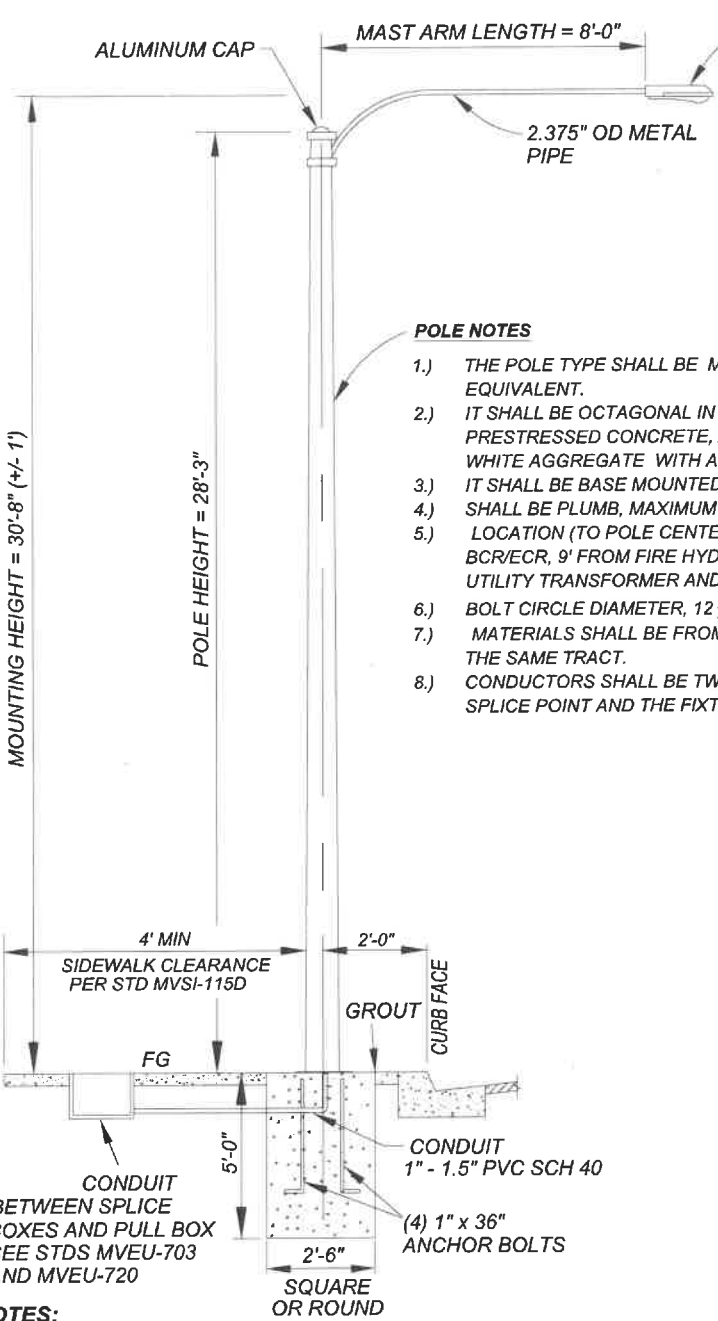 ALUMINUM CAP
MAST ARM LENGTH = 8'-0"
2.375" OD METAL
PIPE
MOUNTING HEIGHT = 30'-8" (+/- 1')
POLE HEIGHT = 28'-3"
POLE NOTES
1.) THE POLE TYPE SHALL BE
EQUIVALENT.
2.) IT SHALL BE OCTAGONAL IN
PRESTRESSED CONCRETE,
WHITE AGGREGATE WITH A
3.) IT SHALL BE BASE MOUNTED
4.) SHALL BE PLUMB, MAXIMUM
5.) LOCATION (TO POLE CENTE
BCR/ECR, 9' FROM FIRE HYD
UTILITY TRANSFORMER AND
6.) BOLT CIRCLE DIAMETER, 12
7.) MATERIALS SHALL BE FROM
THE SAME TRACT.
8.) CONDUCTORS SHALL BE TW
SPLICE POINT AND THE FIXT
4' MIN
SIDEWALK CLEARANCE
PER STD MVSI-115D
2'-0"
CURB FACE
GROUT
FG
5'-0"
CONDUIT
1" - 1.5" PVC SCH 40
CONDUIT
BETWEEN SPLICE
BOXES AND PULL BOX
SEE STDS MVEU-703
AND MVEU-720
(4) 1" x 36"
ANCHOR BOLTS
2'-6"
SQUARE
OR ROUND
OTES: